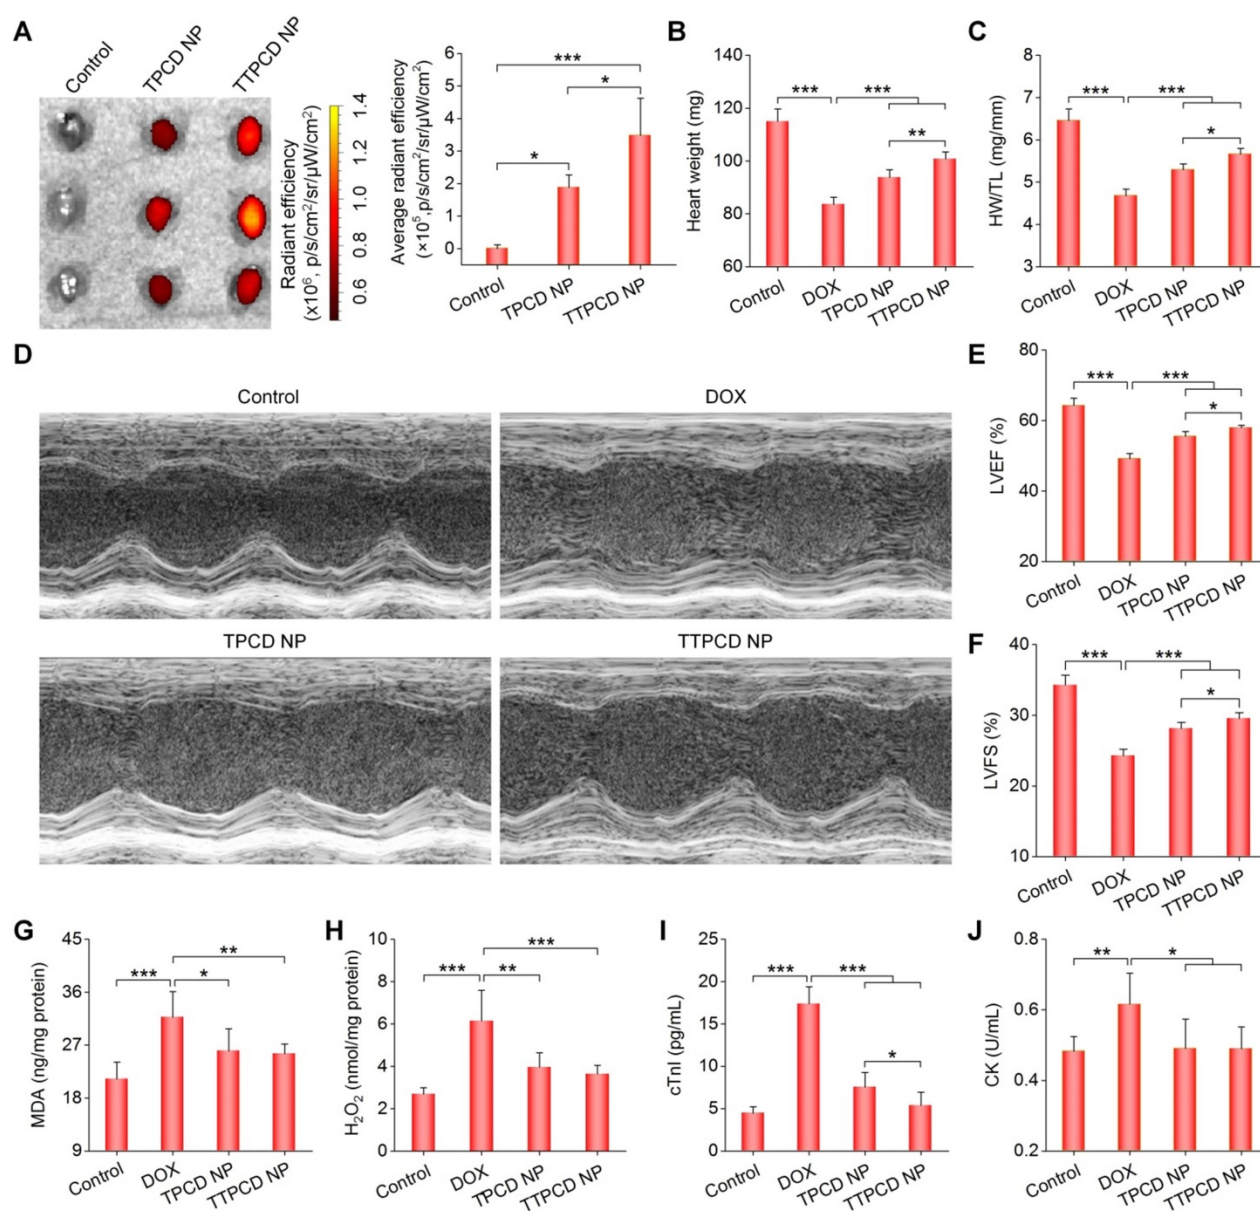 A
Control
TPCD NP
TTPCD NP
Radiant efficiency
(x10⁶, p/s/cm²/sr/µW/cm²)
0.6
0.8
1.0
1.2
1.4
Average radiant efficiency
(×10⁵,p/s/cm²/sr/µW/cm²)
6
5
4
3
2
1
0
***
*
*
Control
TPCD NP
TTPCD NP
B
Heart weight (mg)
140
120
100
80
60
***
***
**
Control
DOX
TPCD NP
TTPCD NP
C
HW/TL (mg/mm)
8
7
6
5
4
3
***
***
*
Control
DOX
TPCD NP
TTPCD NP
D
Control
DOX
TPCD NP
TTPCD NP
E
LVEF (%)
80
60
40
20
***
***
*
Control
DOX
TPCD NP
TTPCD NP
F
LVFS (%)
40
30
20
10
***
***
*
Control
DOX
TPCD NP
TTPCD NP
G
MDA (ng/mg protein)
45
36
27
18
9
**
***
*
Control
DOX
TPCD NP
TTPCD NP
H
H₂O₂ (nmol/mg protein)
10
8
6
4
2
0
***
***
**
Control
DOX
TPCD NP
TTPCD NP
I
cTnI (pg/mL)
25
20
15
10
5
0
***
***
*
Control
DOX
TPCD NP
TTPCD NP
J
CK (U/mL)
0.8
0.6
0.4
0.2
**
*
Control
DOX
TPCD NP
TTPCD NP